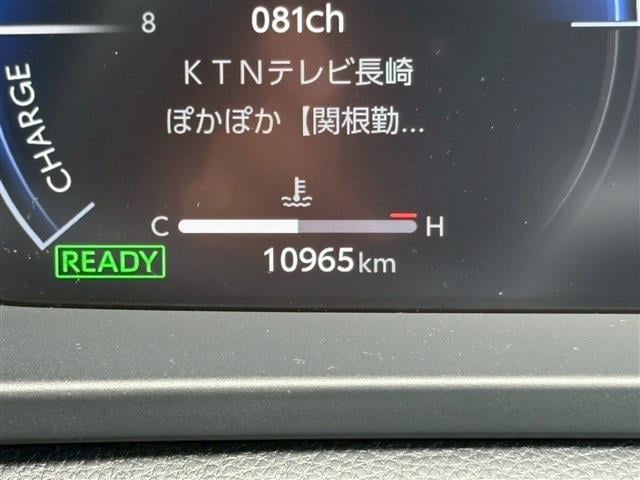 8
081ch
KTNテレビ長崎
ぽかぽか【関根勤...
CHARGE
C H
READY
10965km